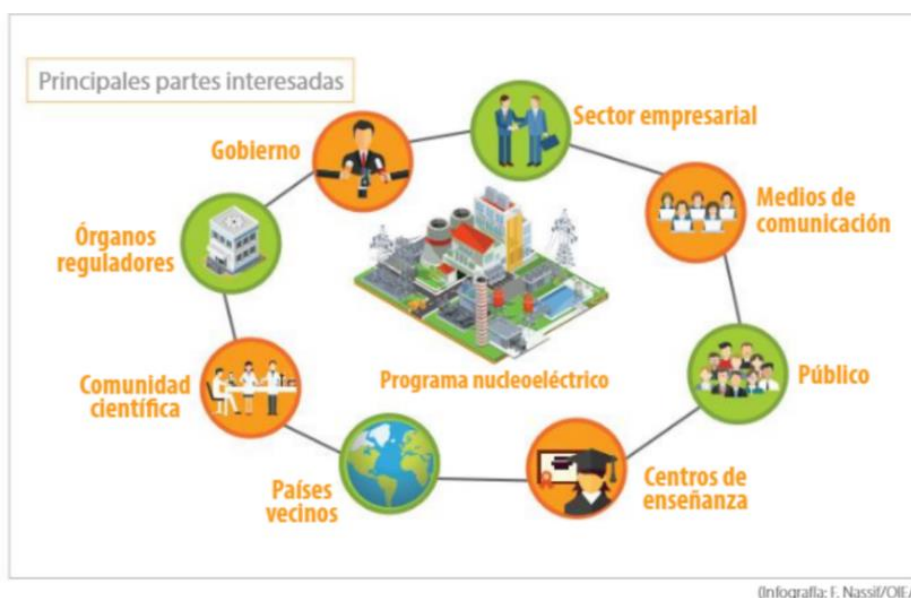 Principales partes interesadas
Gobierno
Sector empresarial
Medios de
comunicación
Órganos
reguladores
Programa nucleoeléctrico
Público
Comunidad
científica
Países
vecinos
Centros de
enseñanza
(Infografía: F. Nassif/OIEA